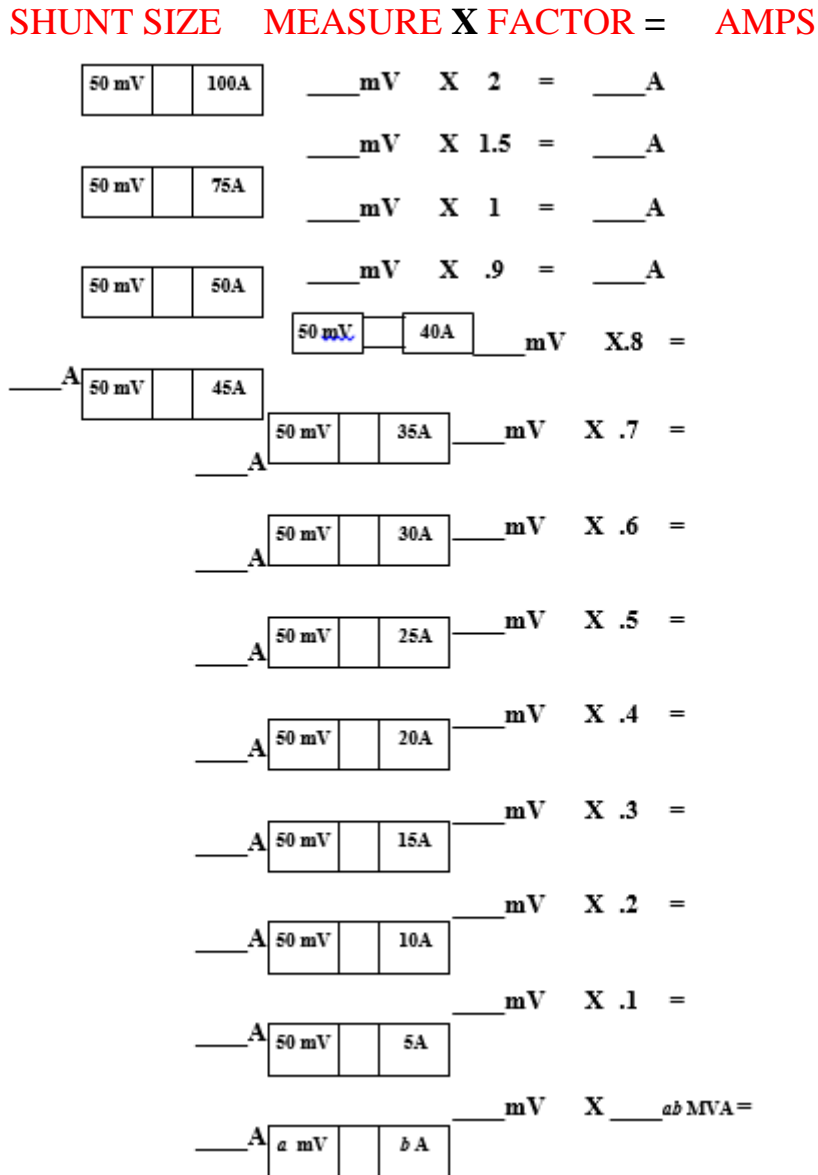 SHUNT SIZE MEASURE X FACTOR = AMPS
50 mV 100A ____mV X 2 = ____A
____mV X 1.5 = ____A
50 mV 75A
____mV X 1 = ____A
50 mV 50A ____mV X .9 = ____A
50 mV 40A ____mV X.8 =
____A 50 mV 45A
50 mV 35A ____mV X .7 =
____A
50 mV 30A ____mV X .6 =
____A
50 mV 25A ____mV X .5 =
____A
____mV X .4 =
____A 50 mV 20A
____mV X .3 =
____A 50 mV 15A
____mV X .2 =
____A 50 mV 10A
____mV X .1 =
____A 50 mV 5A
____mV X ____ab MVA =
____A a mV b A